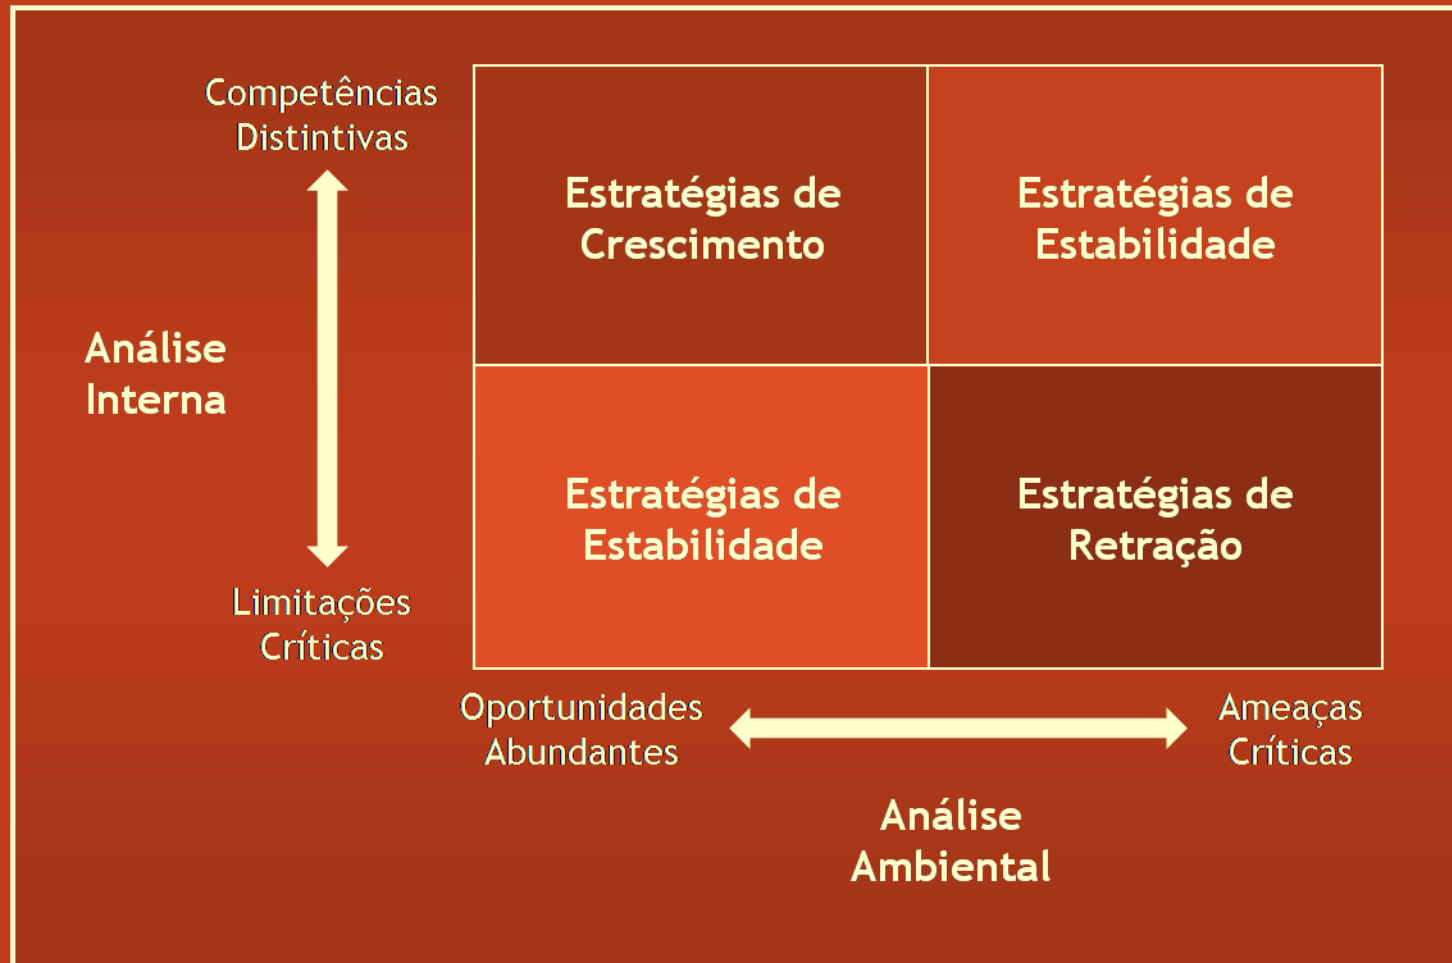 Competências
Distintivas
Estratégias de
Crescimento
Estratégias de
Estabilidade
Análise
Interna
Estratégias de
Estabilidade
Estratégias de
Retração
Limitações
Críticas
Oportunidades
Abundantes
Ameaças
Críticas
Análise
Ambiental